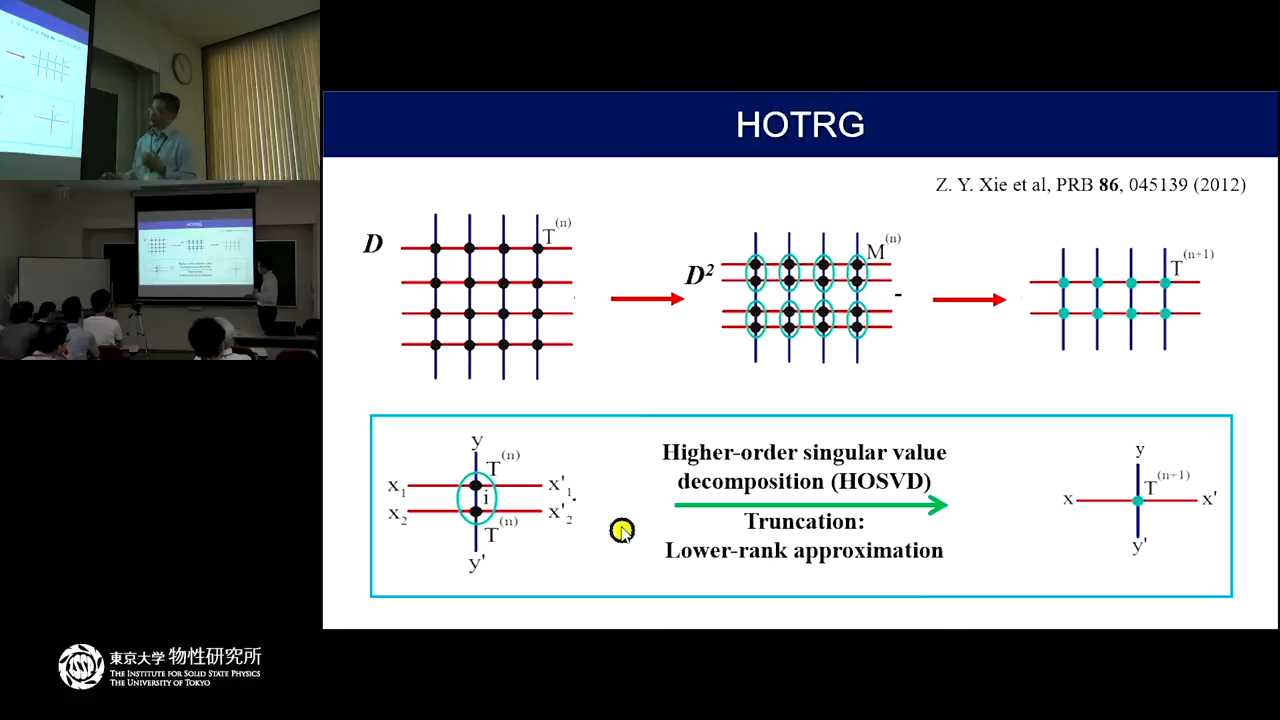 HOTRG
Z. Y. Xie et al, PRB 86, 045139 (2012)
D
T(n)
D2
M(n)
T(n+1)
y
T(n)
x1
x'1
i
x2
x'2
T(n)
y'
Higher-order singular value
decomposition (HOSVD)
Truncation:
Lower-rank approximation
y
T(n+1)
x
x'
y'
HOTRG
東京大学 物性研究所
THE INSTITUTE FOR SOLID STATE PHYSICS
THE UNIVERSITY OF TOKYO